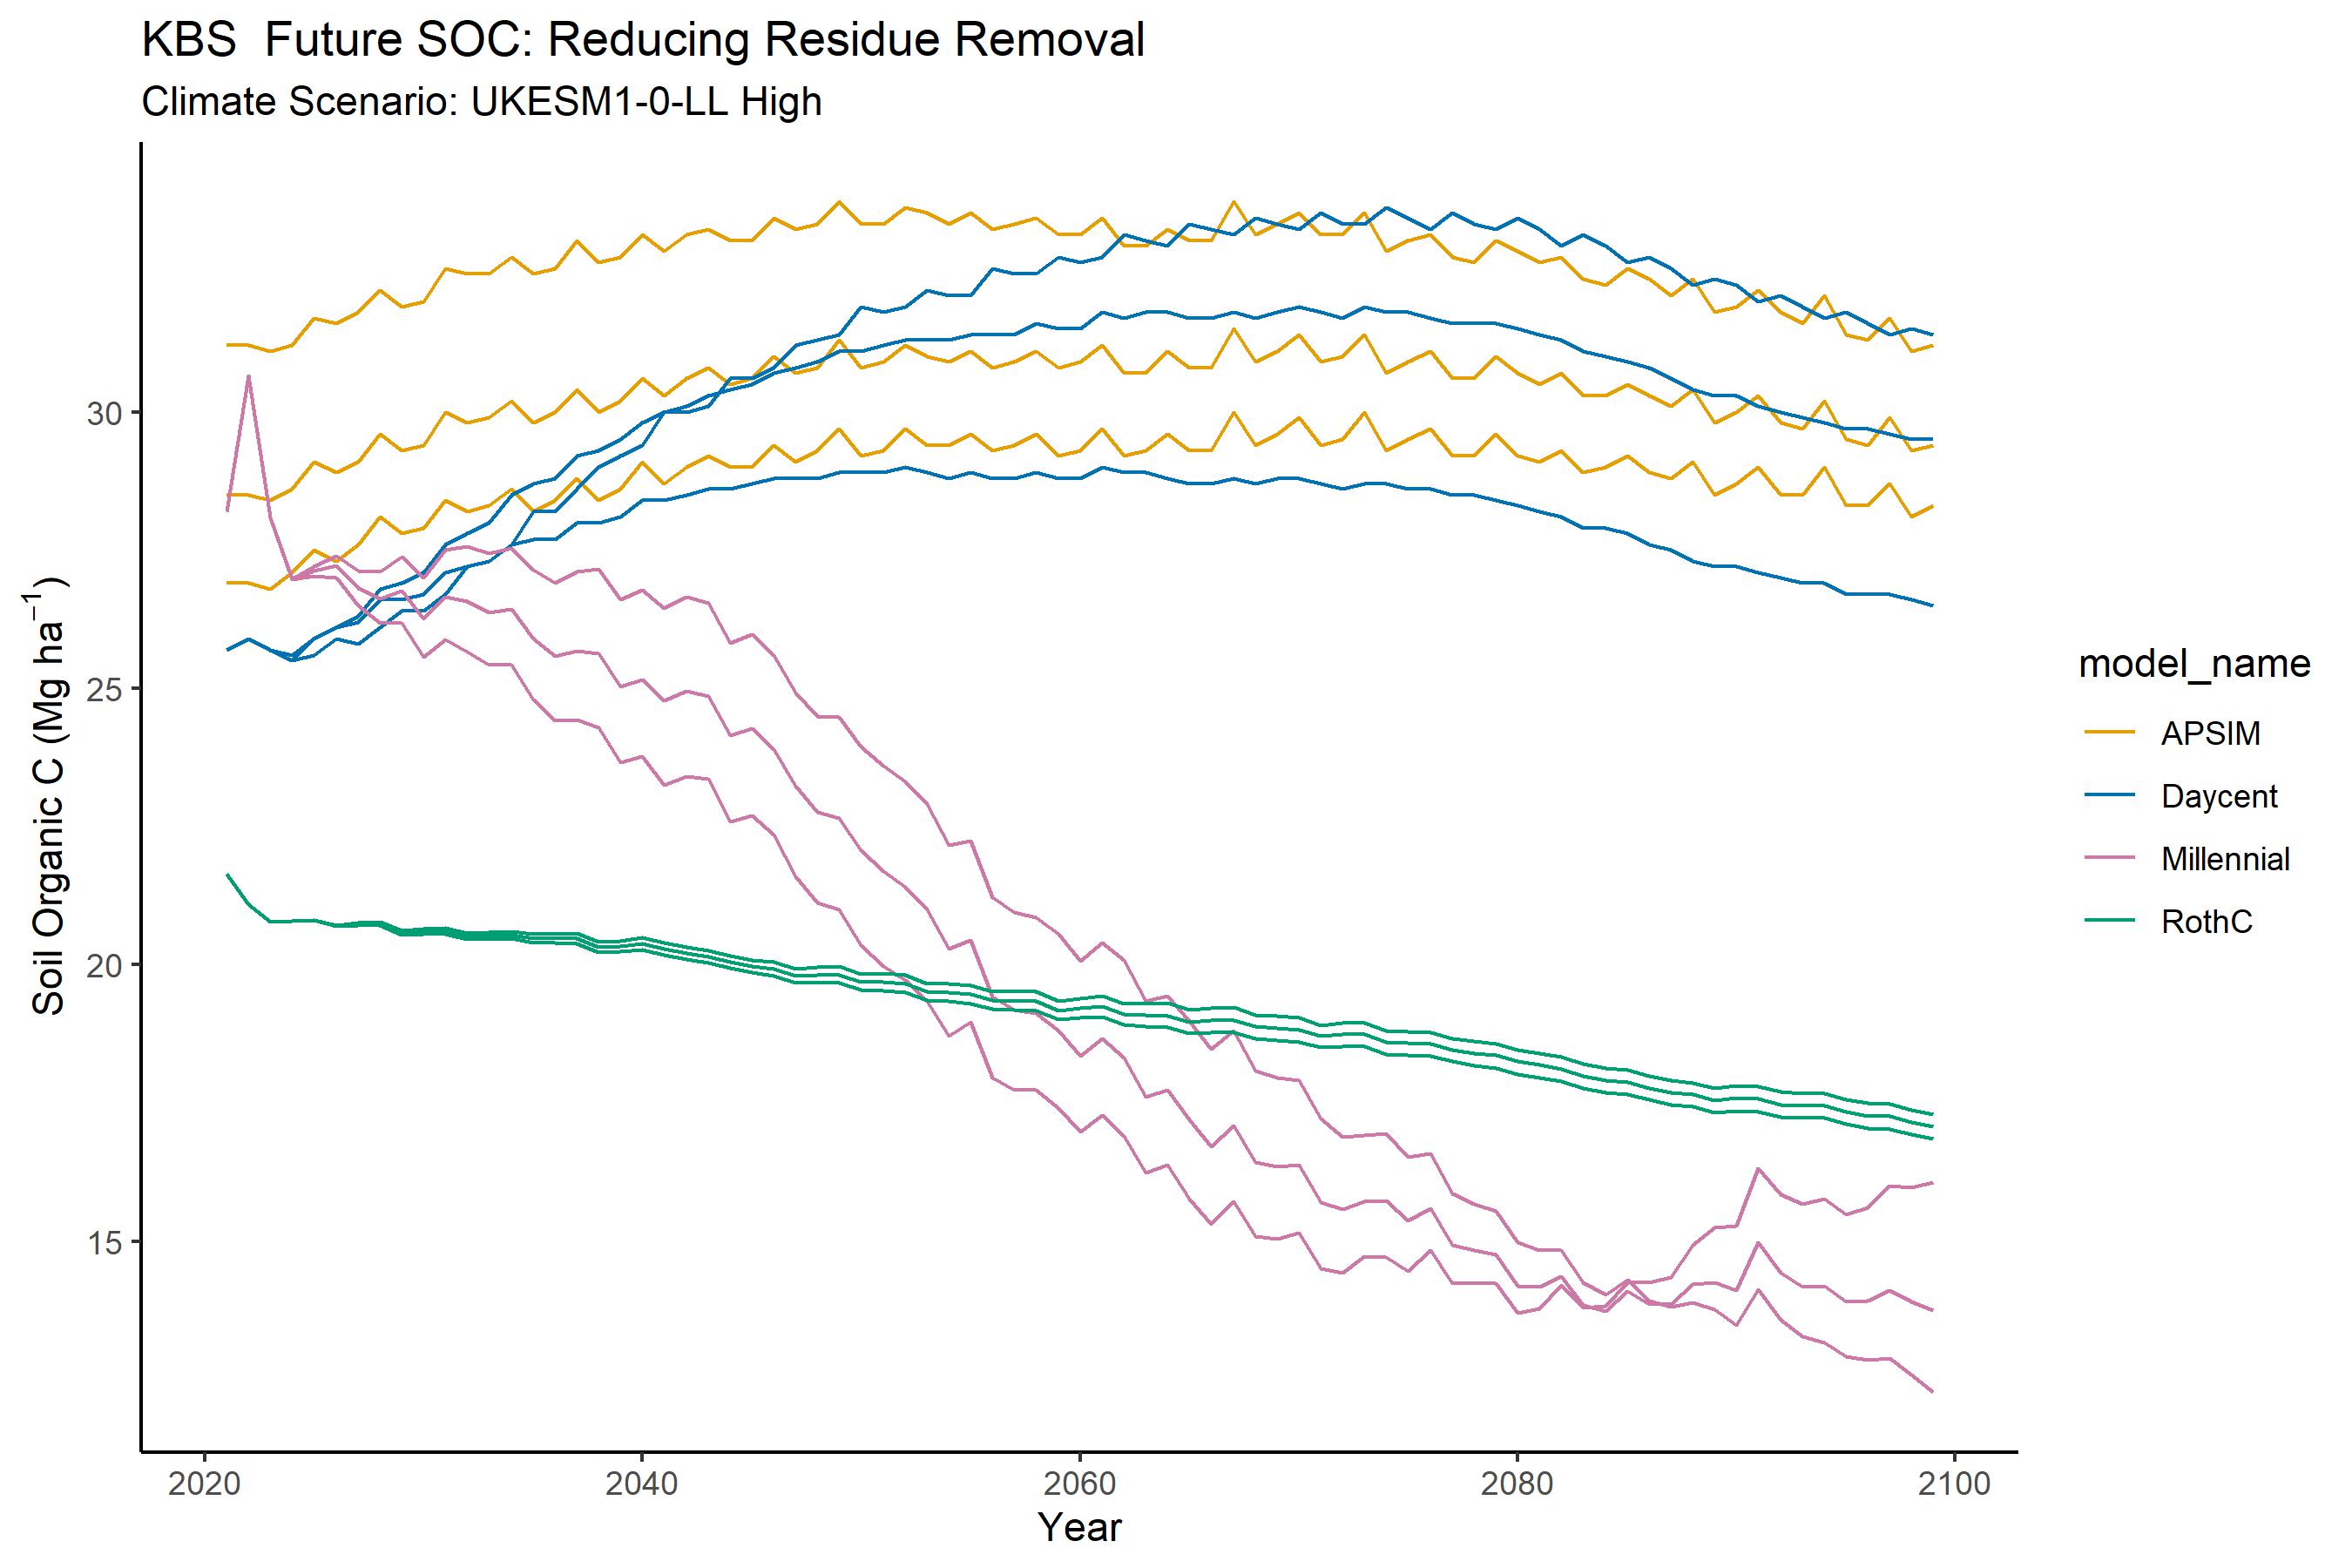 KBS  Future SOC: Reducing Residue Removal
Climate Scenario: UKESM1-0-LL High
Soil Organic C (Mg ha⁻¹)
30
25
20
15
2020
2040
2060
2080
2100
Year
model_name
APSIM
Daycent
Millennial
RothC